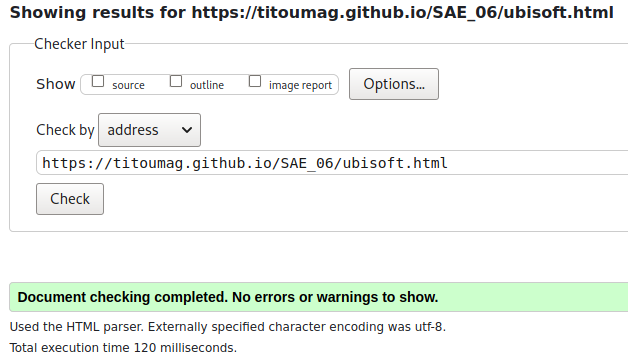 Showing results for https://titoumag.github.io/SAE_06/ubisoft.html
Checker Input
Show source outline image report Options...
Check by address
https://titoumag.github.io/SAE_06/ubisoft.html
Check
Document checking completed. No errors or warnings to show.
Used the HTML parser. Externally specified character encoding was utf-8.
Total execution time 120 milliseconds.